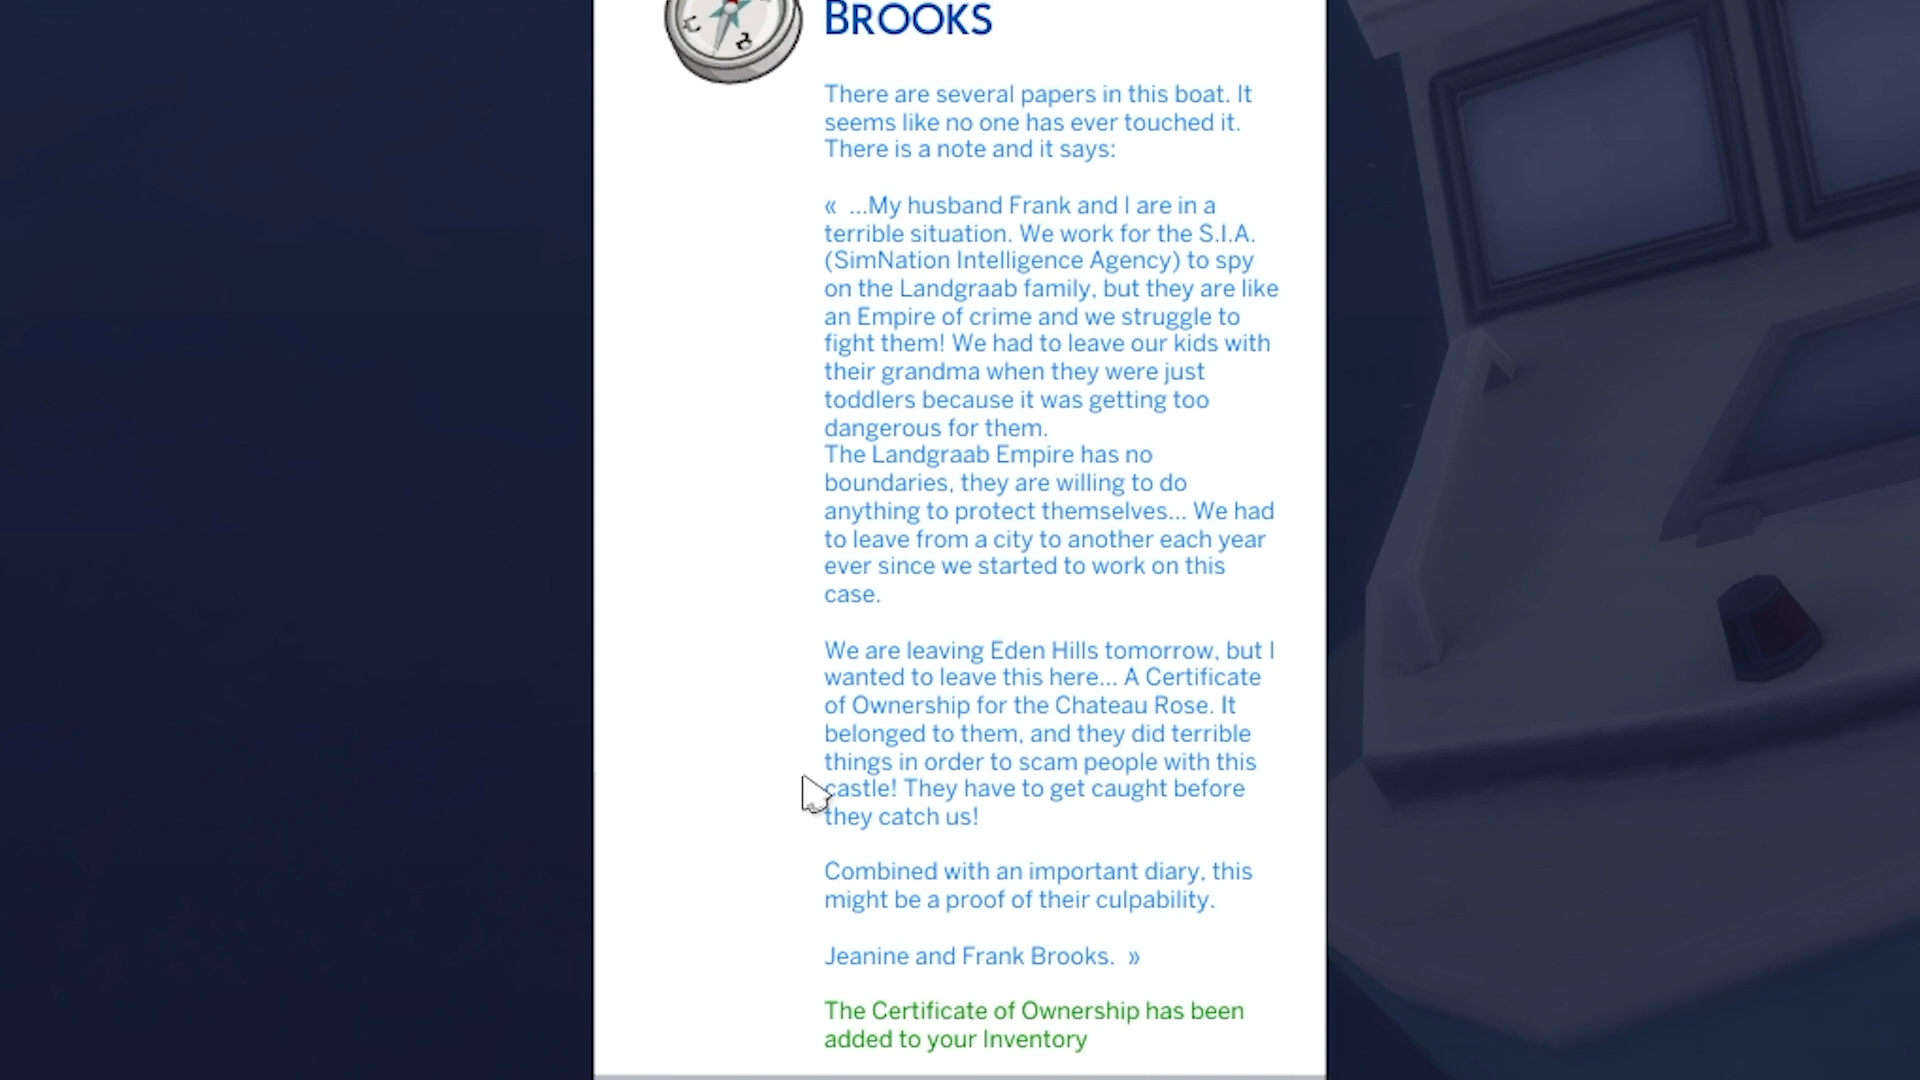 BROOKS
There are several papers in this boat. It
seems like no one has ever touched it.
There is a note and it says:
« ...My husband Frank and I are in a
terrible situation. We work for the S.I.A.
(SimNation Intelligence Agency) to spy
on the Landgraab family, but they are like
an Empire of crime and we struggle to
fight them! We had to leave our kids with
their grandma when they were just
toddlers because it was getting too
dangerous for them.
The Landgraab Empire has no
boundaries, they are willing to do
anything to protect themselves... We had
to leave from a city to another each year
ever since we started to work on this
case.
We are leaving Eden Hills tomorrow, but I
wanted to leave this here... A Certificate
of Ownership for the Chateau Rose. It
belonged to them, and they did terrible
things in order to scam people with this
castle! They have to get caught before
they catch us!
Combined with an important diary, this
might be a proof of their culpability.
Jeanine and Frank Brooks. »
The Certificate of Ownership has been
added to your Inventory